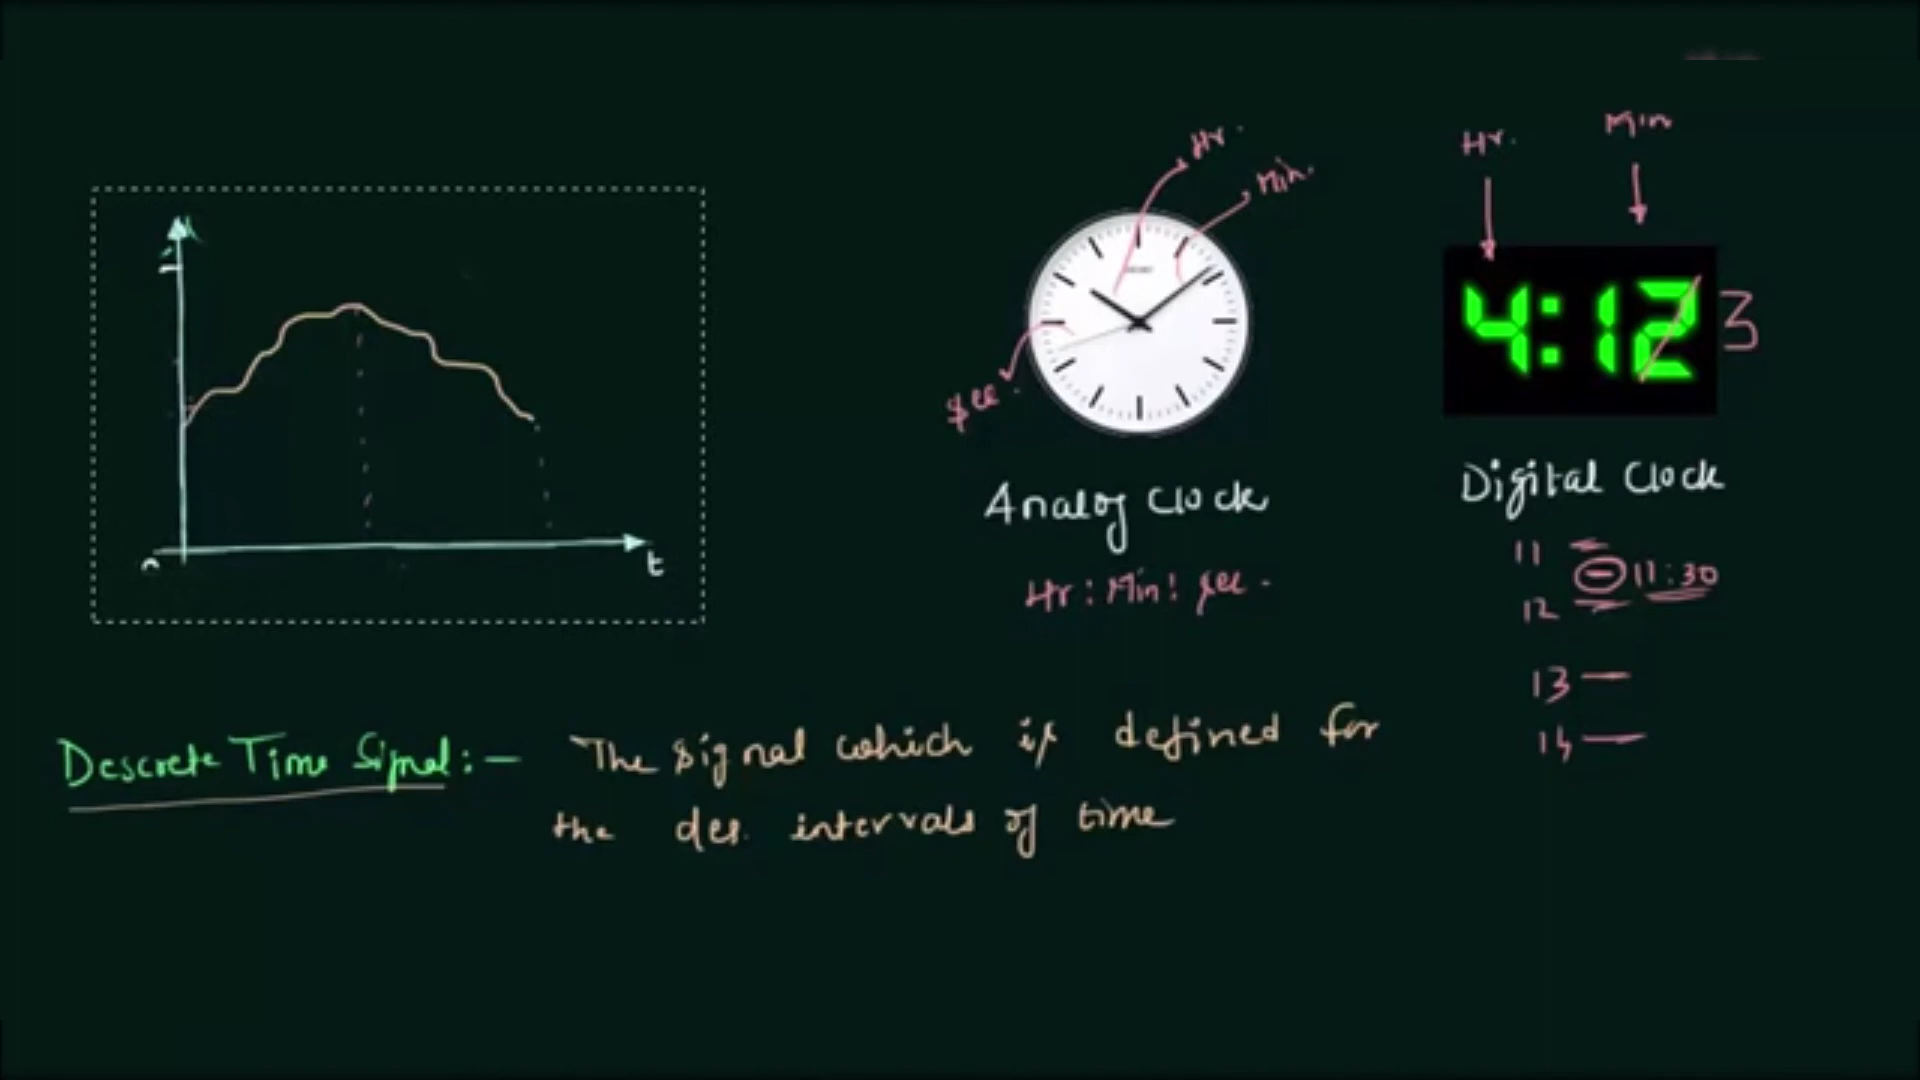 Hr.
Min.
Sec.
Hr.
Min
4:12 3
t
Analog Clock
Digital Clock
Hr : Min : Sec.
11
11:30
12
13 —
14 —
Descrete Time Signal :— The signal which is defined for
the des. intervals of time